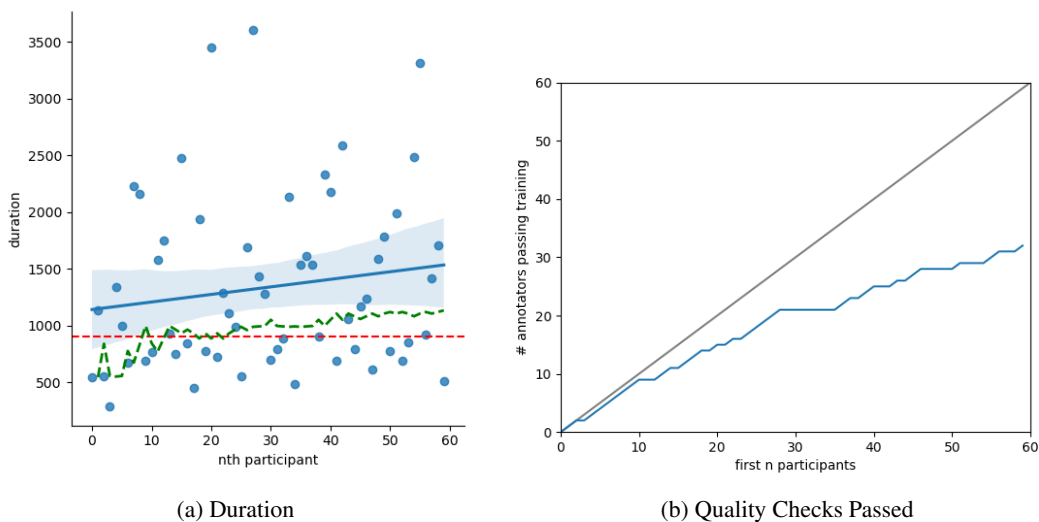 3500
3000
2500
2000
1500
1000
500
duration
0 10 20 30 40 50 60
nth participant
(a) Duration
60
50
40
30
20
10
0
# annotators passing training
0 10 20 30 40 50 60
first n participants
(b) Quality Checks Passed